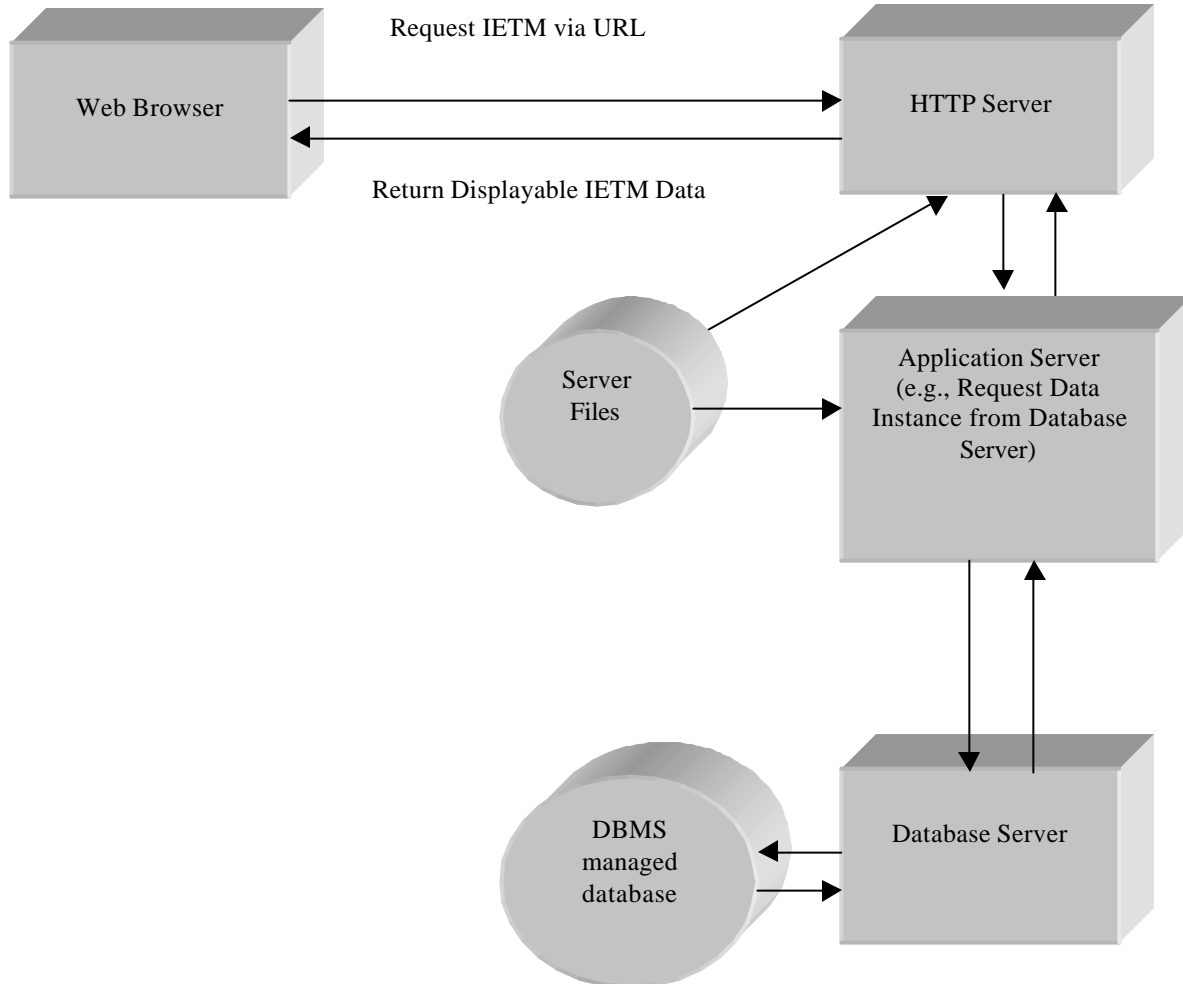 Request IETM via URL
Web Browser
HTTP Server
Return Displayable IETM Data
Server
Files
Application Server
(e.g., Request Data
Instance from Database
Server)
DBMS
managed
database
Database Server